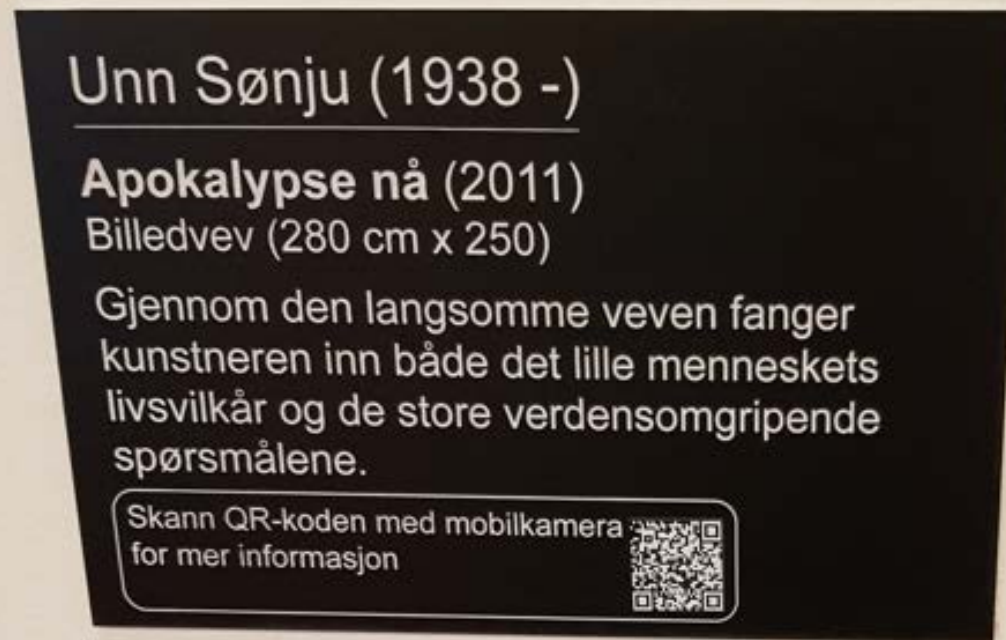 Unn Sønju (1938 -)
Apokalypse nå (2011)
Billedvev (280 cm x 250)
Gjennom den langsomme veven fanger
kunstneren inn både det lille menneskets
livsvilkår og de store verdensomgripende
spørsmålene.
Skann QR-koden med mobilkamera
for mer informasjon